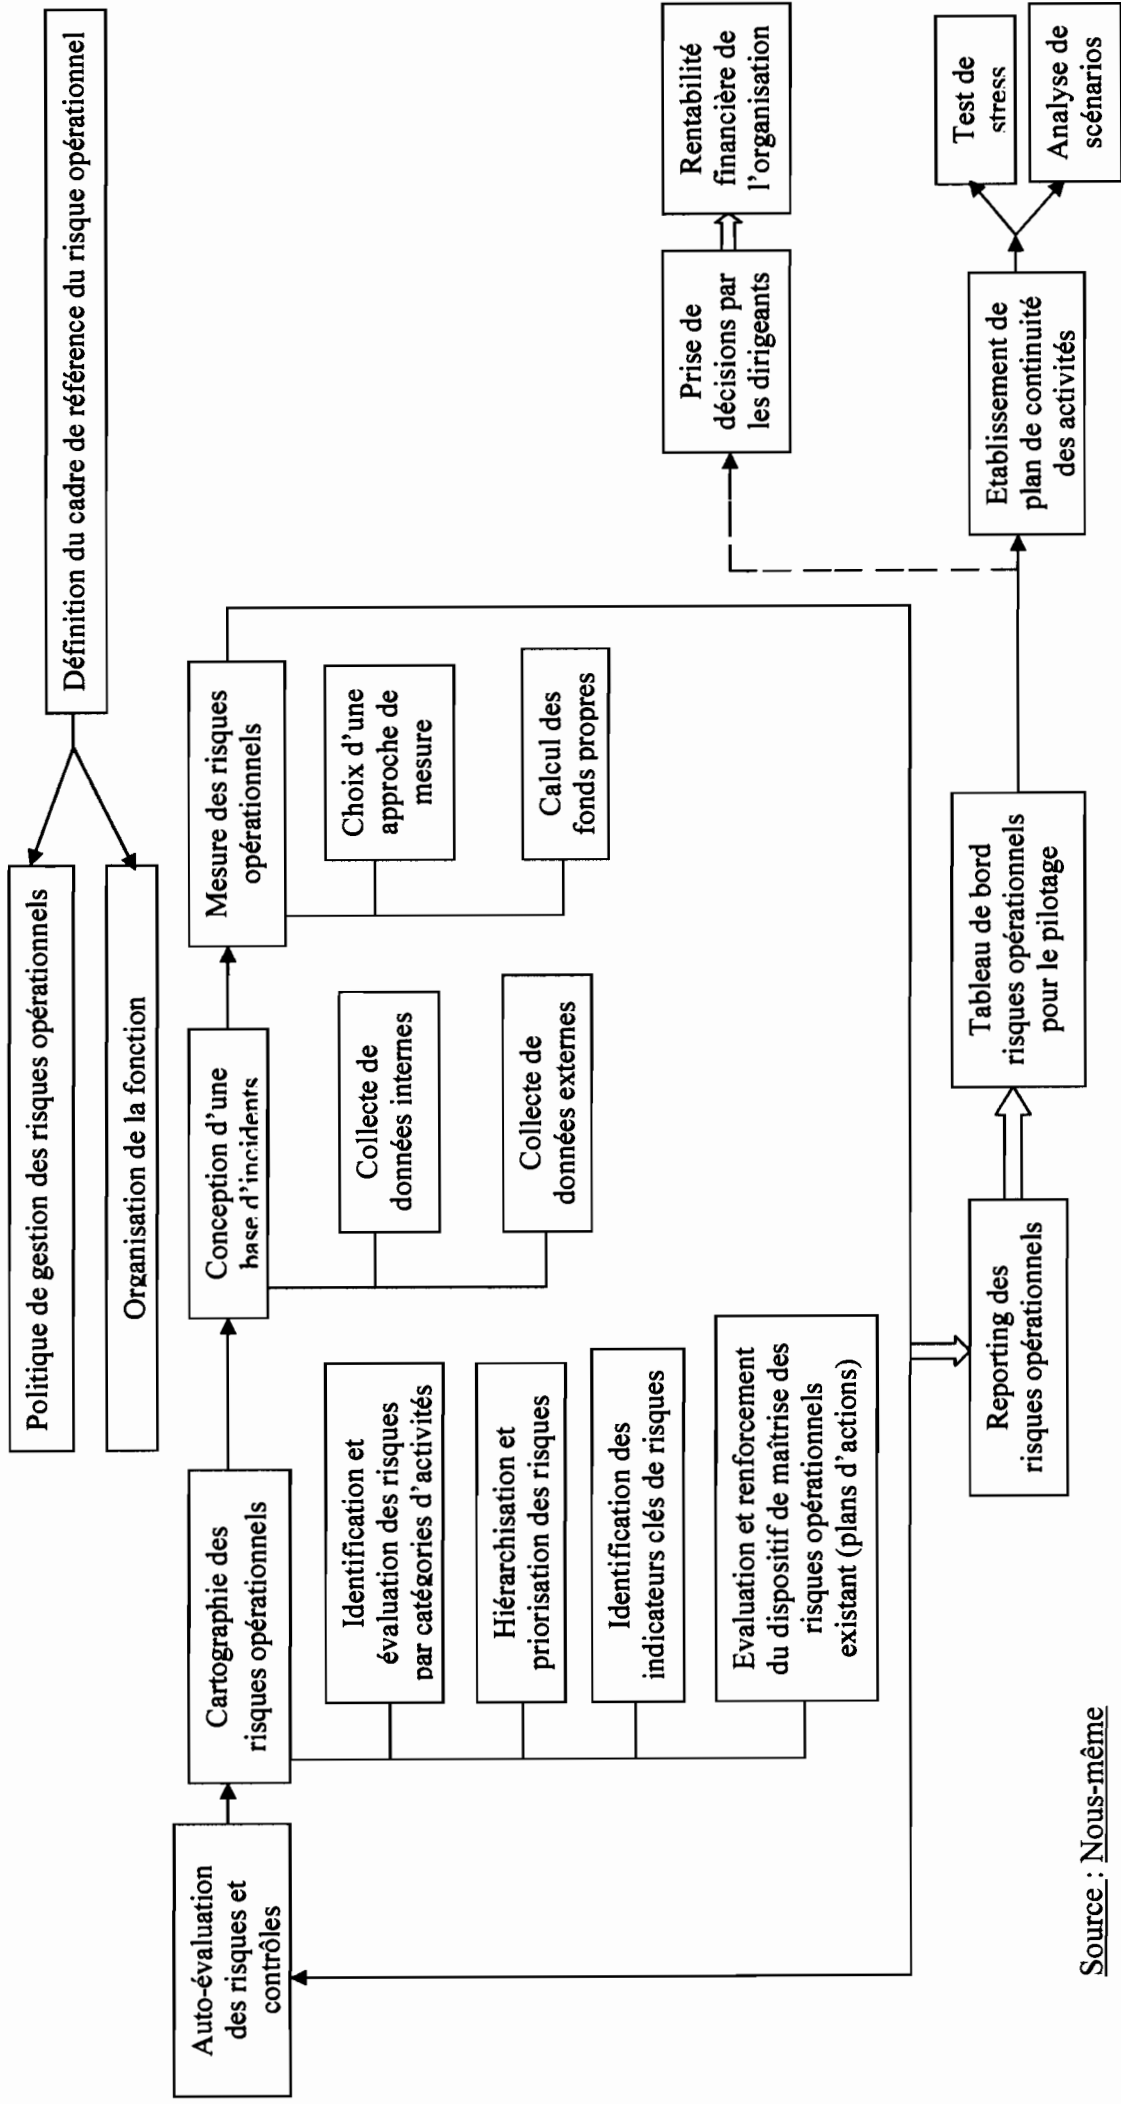 Définition du cadre de référence du risque opérationnel
Politique de gestion des risques opérationnels
Organisation de la fonction
Auto-évaluation
des risques et
contrôles
Cartographie des
risques opérationnels
Identification et
évaluation des risques
par catégories d'activités
Hiérarchisation et
priorisation des risques
Identification des
indicateurs clés de risques
Evaluation et renforcement
du dispositif de maîtrise des
risques opérationnels
existant (plans d'actions)
Conception d'une
base d'incidents
Collecte de
données internes
Collecte de
données externes
Mesure des risques
opérationnels
Choix d'une
approche de
mesure
Calcul des
fonds propres
Reporting des
risques opérationnels
Tableau de bord
risques opérationnels
pour le pilotage
Prise de
décisions par
les dirigeants
Rentabilité
financière de
l'organisation
Etablissement de
plan de continuité
des activités
Test de
stress
Analyse de
scénarios
Source : Nous-même